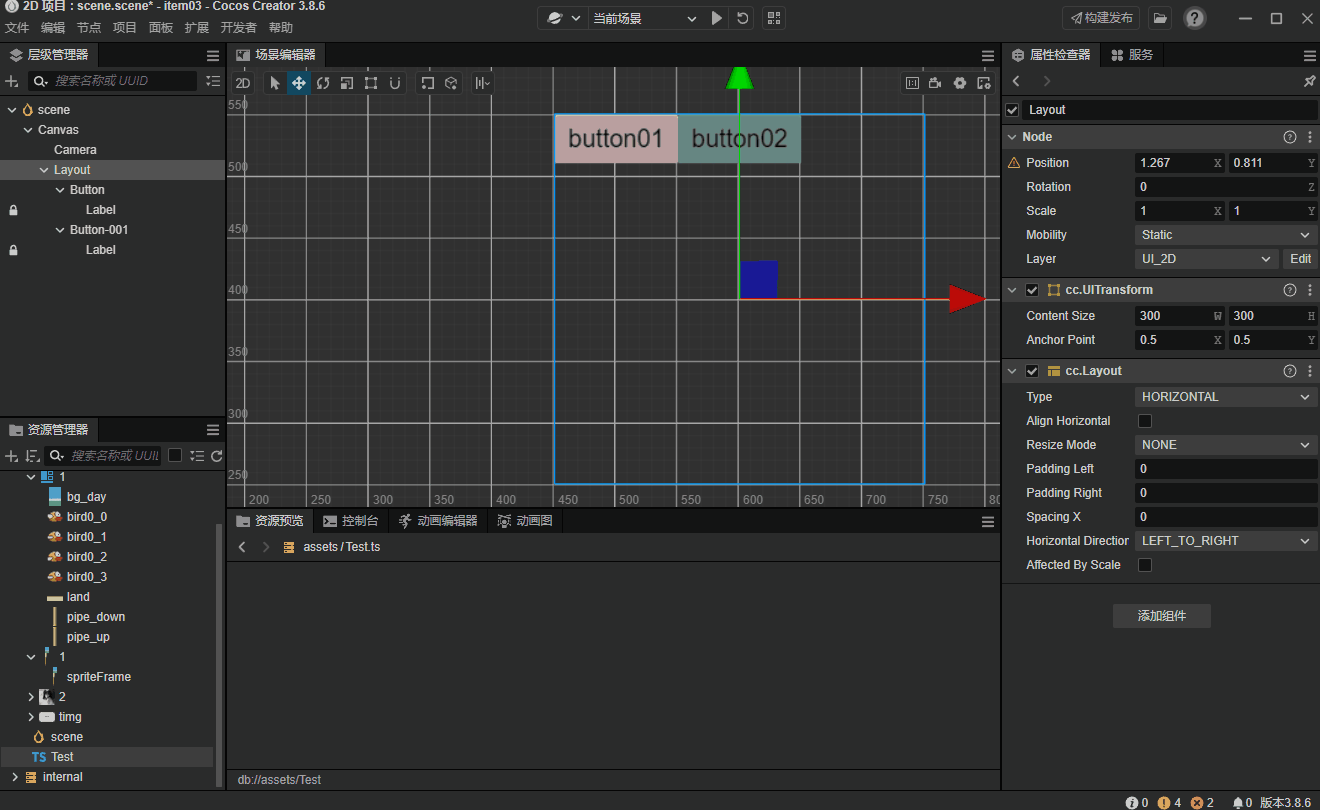 2D 项目 : scene.scene* - item03 - Cocos Creator 3.8.6
文件 编辑 节点 项目 面板 扩展 开发者 帮助
当前场景
构建发布
层级管理器
搜索名称或 UUID
scene
Canvas
Camera
Layout
Button
Label
Button-001
Label
资源管理器
搜索名称或 UUII
1
bg_day
bird0_0
bird0_1
bird0_2
bird0_3
land
pipe_down
pipe_up
1
spriteFrame
2
timg
scene
TS Test
internal
场景编辑器
2D
550
500
450
400
350
300
250
button01 button02
200 250 300 350 400 450 500 550 600 650 700 750 80
资源预览 控制台 动画编辑器 动画图
assets / Test.ts
db://assets/Test
属性检查器 服务
Layout
Node
Position 1.267 X 0.811 Y
Rotation 0 Z
Scale 1 X 1 Y
Mobility Static
Layer UI_2D Edit
cc.UITransform
Content Size 300 W 300 H
Anchor Point 0.5 X 0.5 Y
cc.Layout
Type HORIZONTAL
Align Horizontal
Resize Mode NONE
Padding Left 0
Padding Right 0
Spacing X 0
Horizontal Direction LEFT_TO_RIGHT
Affected By Scale
添加组件
0 4 2 0 版本3.8.6